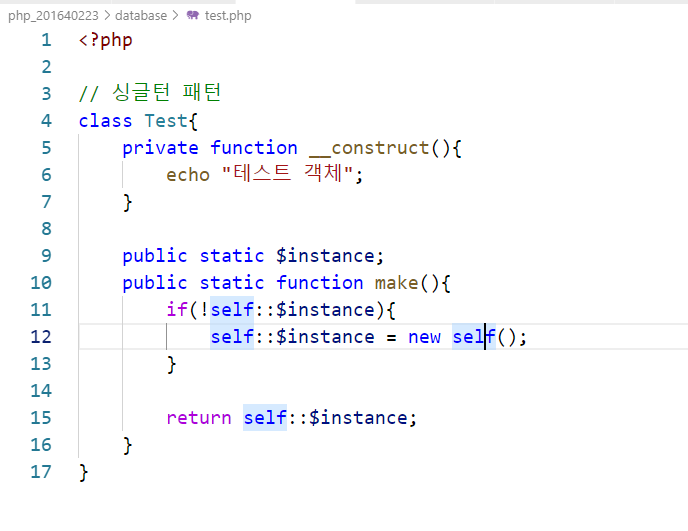 php_201640223 > database > test.php
1 <?php
2
3 // 싱글턴 패턴
4 class Test{
5     private function __construct(){
6         echo "테스트 객체";
7     }
8
9     public static $instance;
10     public static function make(){
11         if(!self::$instance){
12             self::$instance = new self();
13         }
14
15         return self::$instance;
16     }
17 }